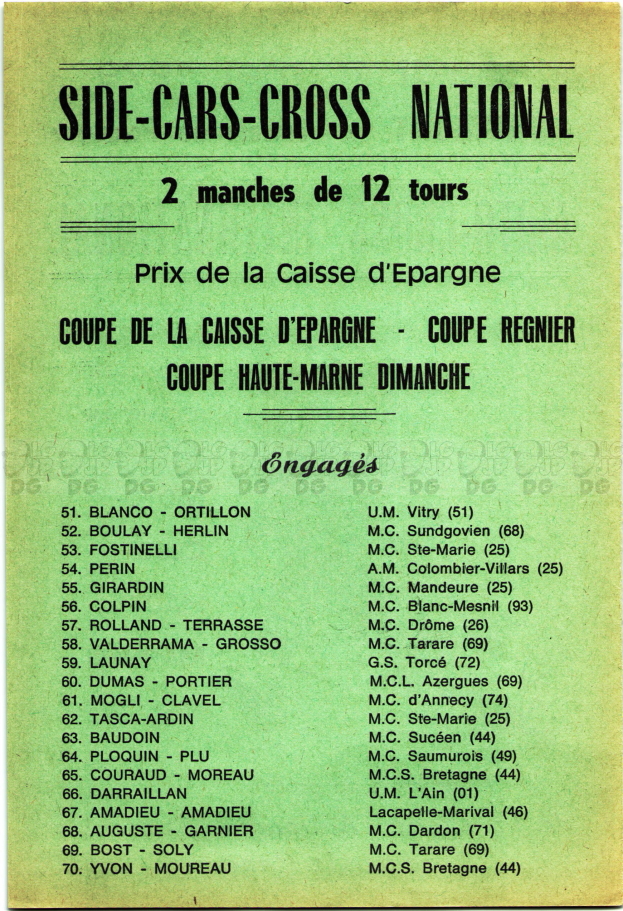 SIDE-CARS-CROSS NATIONAL
2 manches de 12 tours
Prix de la Caisse d'Epargne
COUPE DE LA CAISSE D'EPARGNE - COUPE REGNIER
COUPE HAUTE-MARNE DIMANCHE
Engagés
51. BLANCO - ORTILLON U.M. Vitry (51)
52. BOULAY - HERLIN M.C. Sundgovien (68)
53. FOSTINELLI M.C. Ste-Marie (25)
54. PERIN A.M. Colombier-Villars (25)
55. GIRARDIN M.C. Mandeure (25)
56. COLPIN M.C. Blanc-Mesnil (93)
57. ROLLAND - TERRASSE M.C. Drôme (26)
58. VALDERRAMA - GROSSO M.C. Tarare (69)
59. LAUNAY G.S. Torcé (72)
60. DUMAS - PORTIER M.C.L. Azergues (69)
61. MOGLI - CLAVEL M.C. d'Annecy (74)
62. TASCA-ARDIN M.C. Ste-Marie (25)
63. BAUDOIN M.C. Sucéen (44)
64. PLOQUIN - PLU M.C. Saumurois (49)
65. COURAUD - MOREAU M.C.S. Bretagne (44)
66. DARRAILLAN U.M. L'Ain (01)
67. AMADIEU - AMADIEU Lacapelle-Marival (46)
68. AUGUSTE - GARNIER M.C. Dardon (71)
69. BOST - SOLY M.C. Tarare (69)
70. YVON - MOUREAU M.C.S. Bretagne (44)